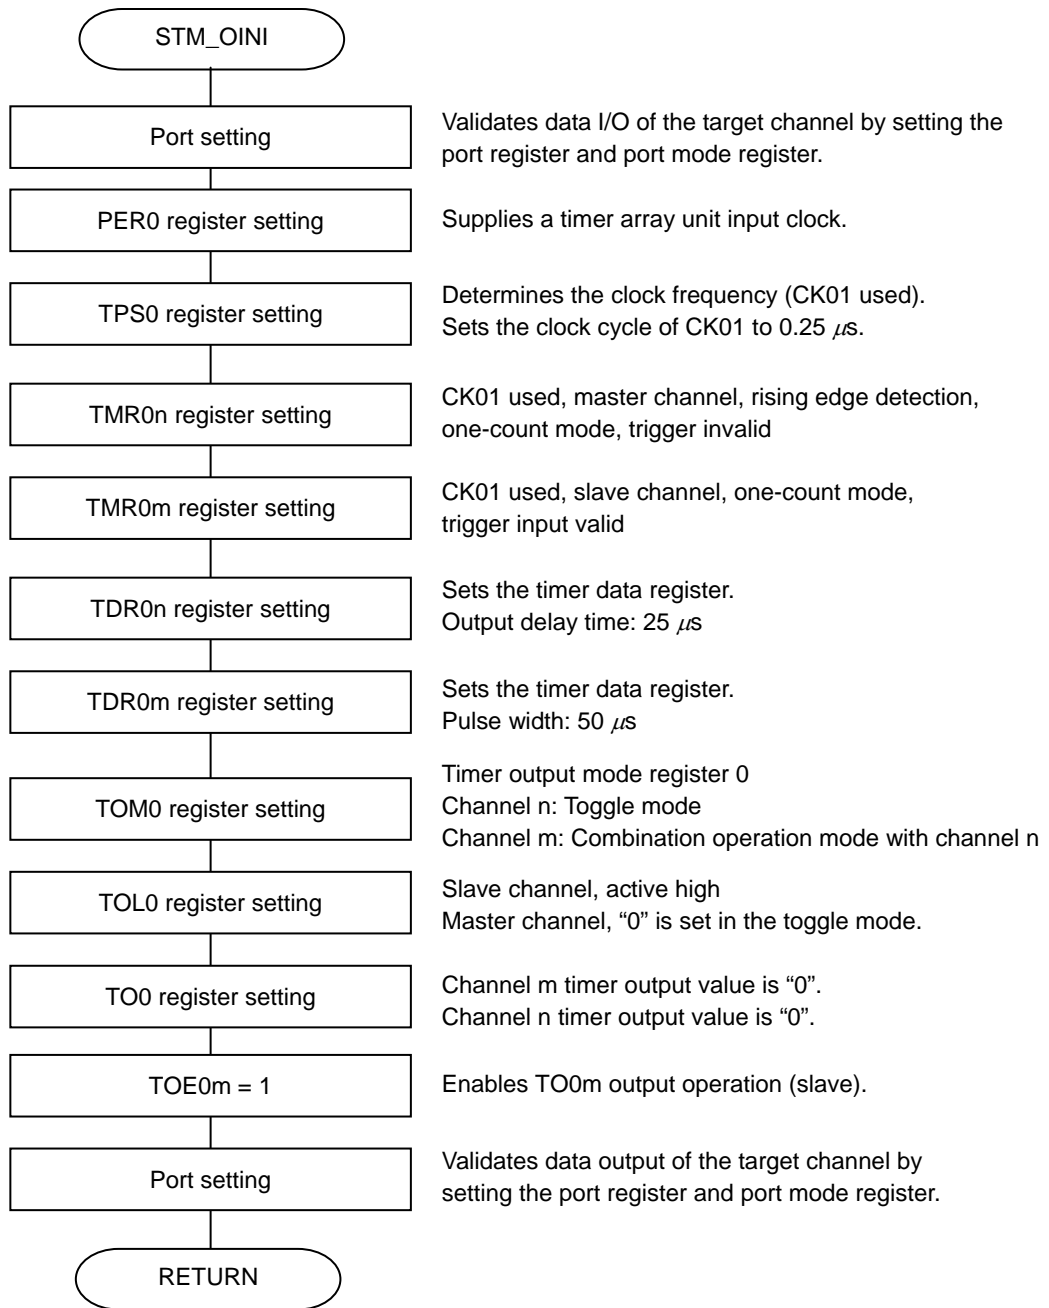 STM_OINI
Port setting
Validates data I/O of the target channel by setting the
port register and port mode register.
PER0 register setting
Supplies a timer array unit input clock.
TPS0 register setting
Determines the clock frequency (CK01 used).
Sets the clock cycle of CK01 to 0.25 μs.
TMR0n register setting
CK01 used, master channel, rising edge detection,
one-count mode, trigger invalid
TMR0m register setting
CK01 used, slave channel, one-count mode,
trigger input valid
TDR0n register setting
Sets the timer data register.
Output delay time: 25 μs
TDR0m register setting
Sets the timer data register.
Pulse width: 50 μs
TOM0 register setting
Timer output mode register 0
Channel n: Toggle mode
Channel m: Combination operation mode with channel n
TOL0 register setting
Slave channel, active high
Master channel, “0” is set in the toggle mode.
TO0 register setting
Channel m timer output value is “0”.
Channel n timer output value is “0”.
TOE0m = 1
Enables TO0m output operation (slave).
Port setting
Validates data output of the target channel by
setting the port register and port mode register.
RETURN